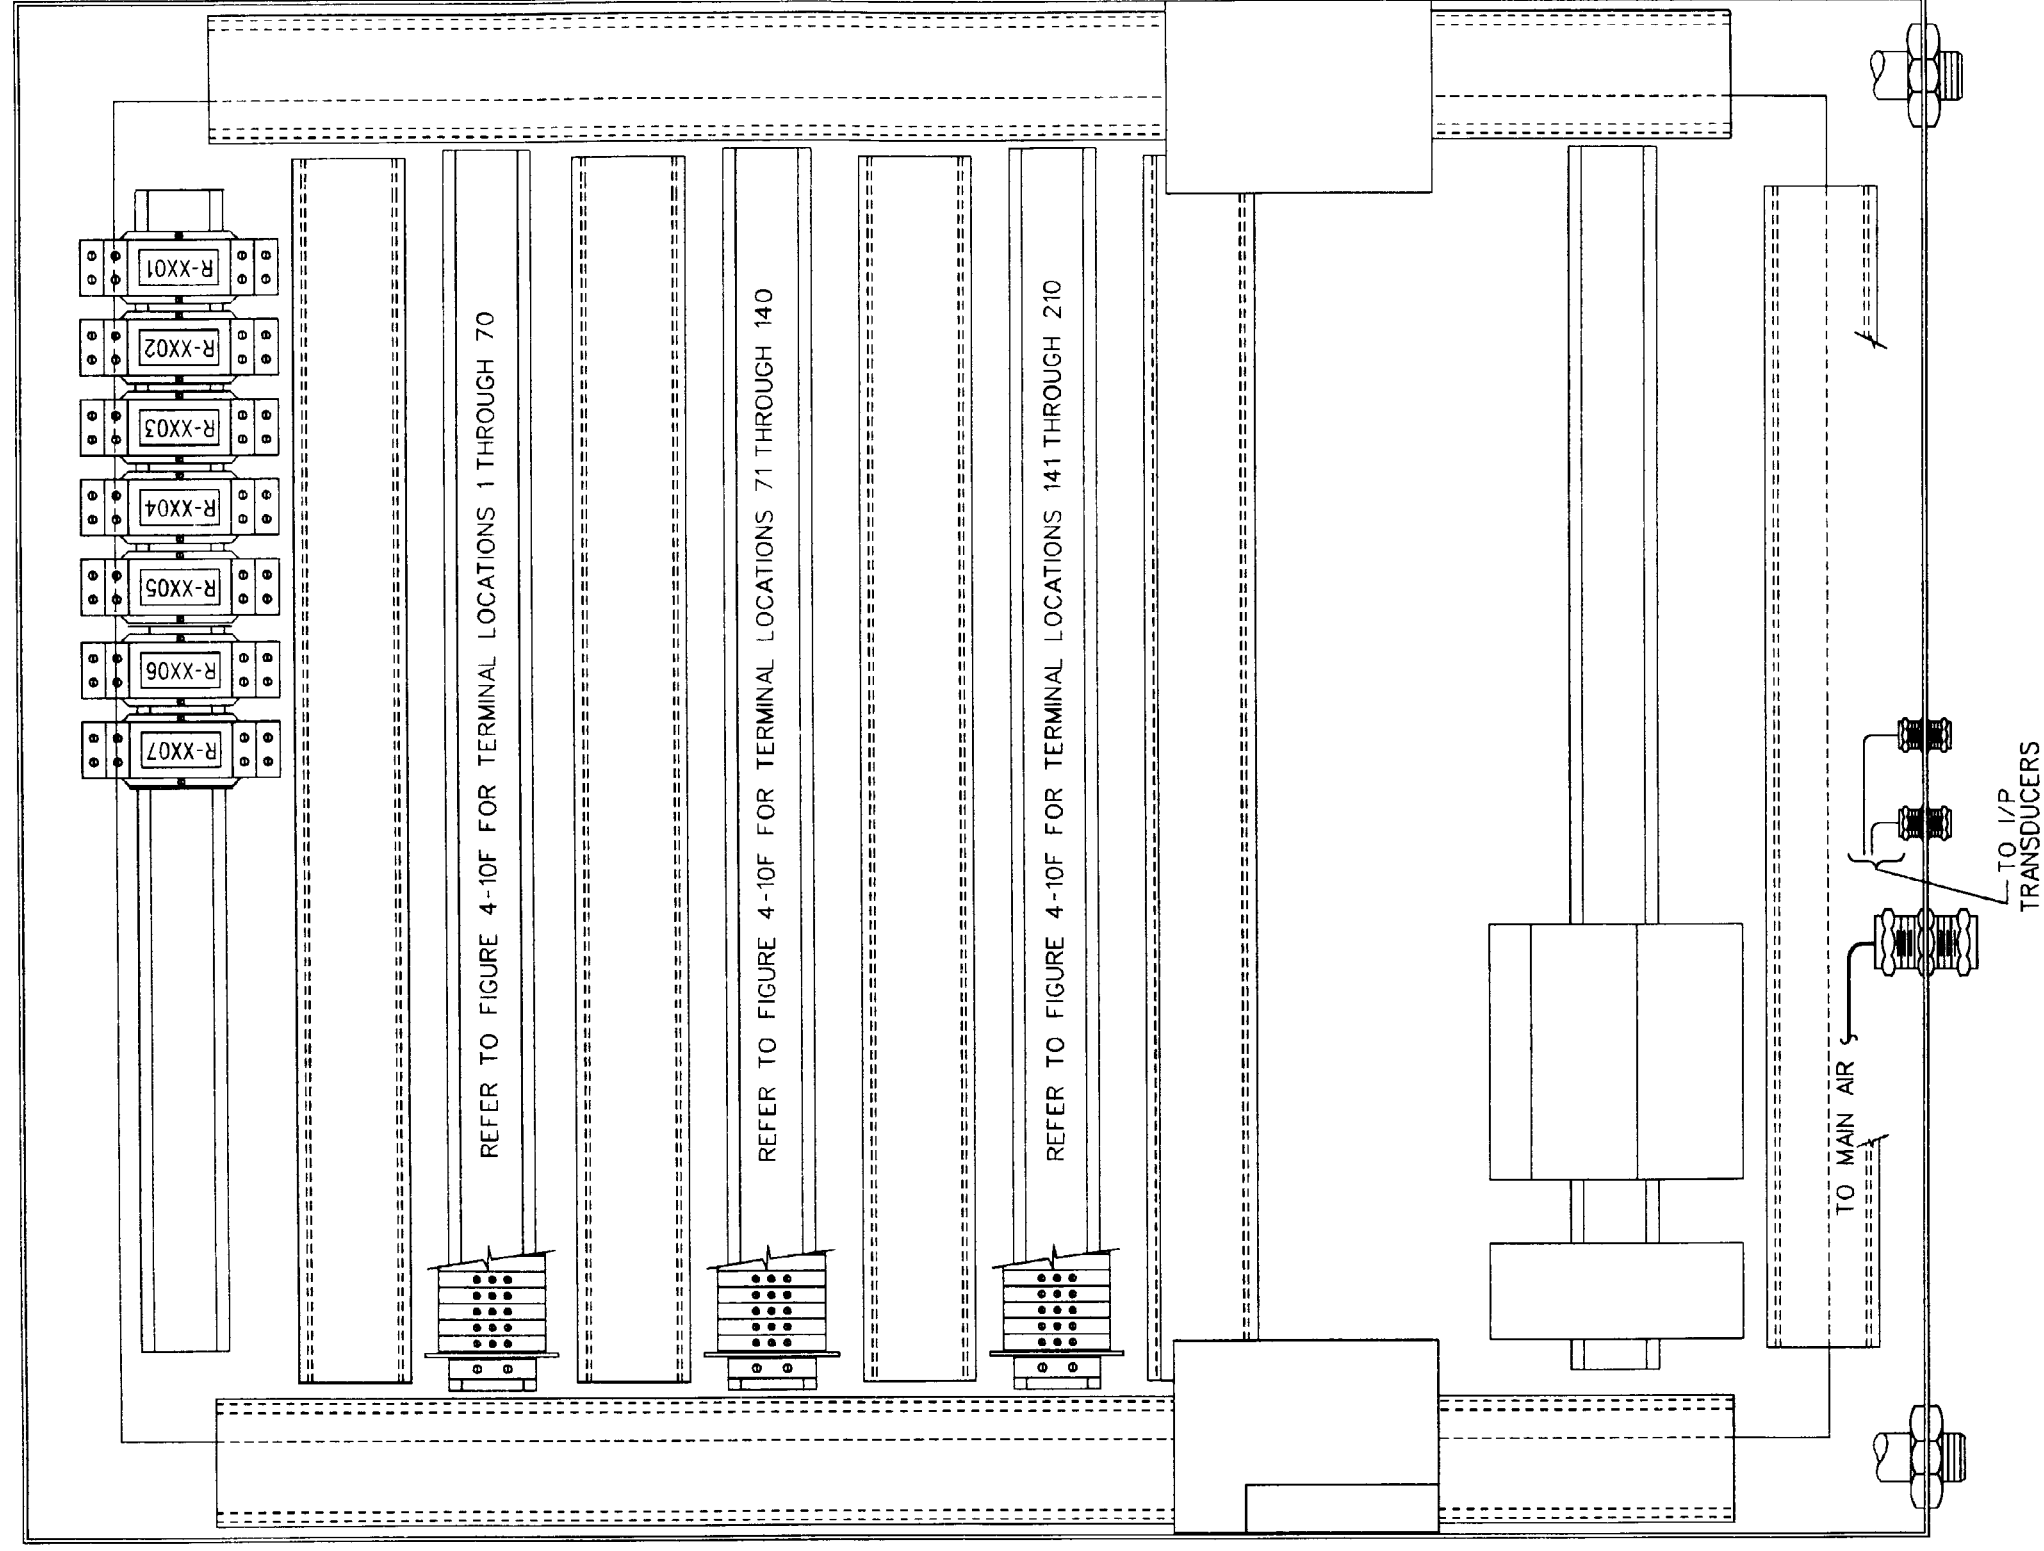 R-XX01
R-XX02
R-XX03
R-XX04
R-XX05
R-XX06
R-XX07
REFER TO FIGURE 4-10F FOR TERMINAL LOCATIONS 1 THROUGH 70
REFER TO FIGURE 4-10F FOR TERMINAL LOCATIONS 71 THROUGH 140
REFER TO FIGURE 4-10F FOR TERMINAL LOCATIONS 141 THROUGH 210
TO MAIN AIR
TO I/P
TRANSDUCERS